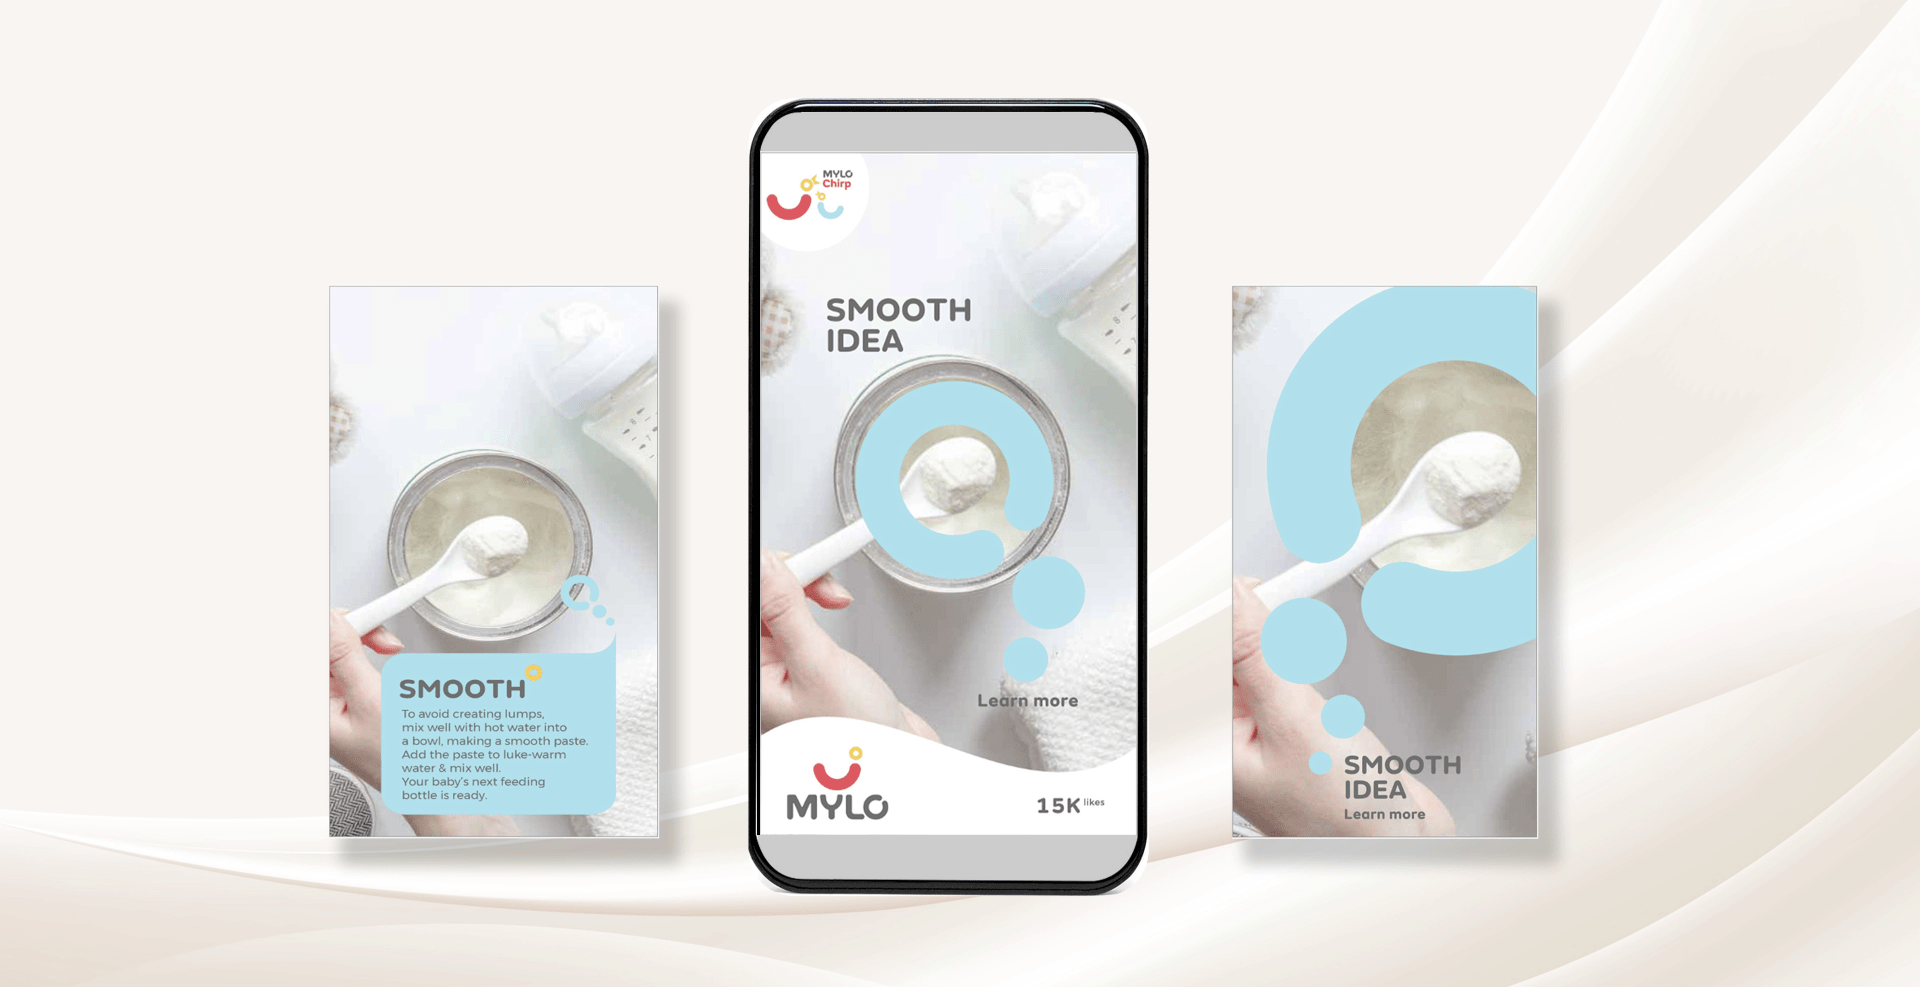 SMOOTH
To avoid creating lumps,
mix well with hot water into
a bowl, making a smooth paste.
Add the paste to luke-warm
water & mix well.
Your baby's next feeding
bottle is ready.
MYLO
Chirp
SMOOTH
IDEA
Learn more
MYLO
15K likes
SMOOTH
IDEA
Learn more